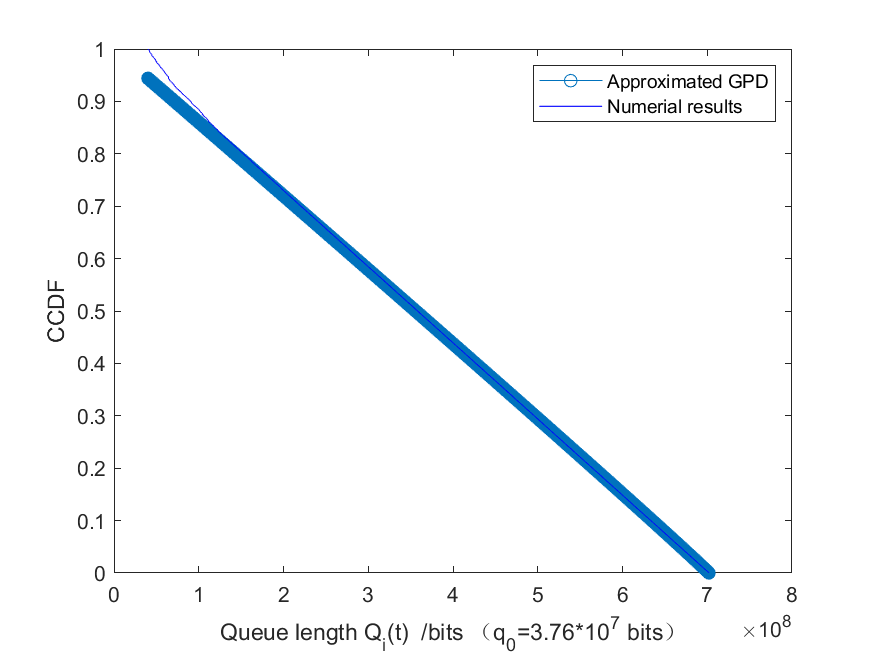 Approximated GPD
Numerial results
CCDF
1
0.9
0.8
0.7
0.6
0.5
0.4
0.3
0.2
0.1
0
0 1 2 3 4 5 6 7 8
×10^8
Queue length Q_i(t) /bits （q_0=3.76*10^7 bits）